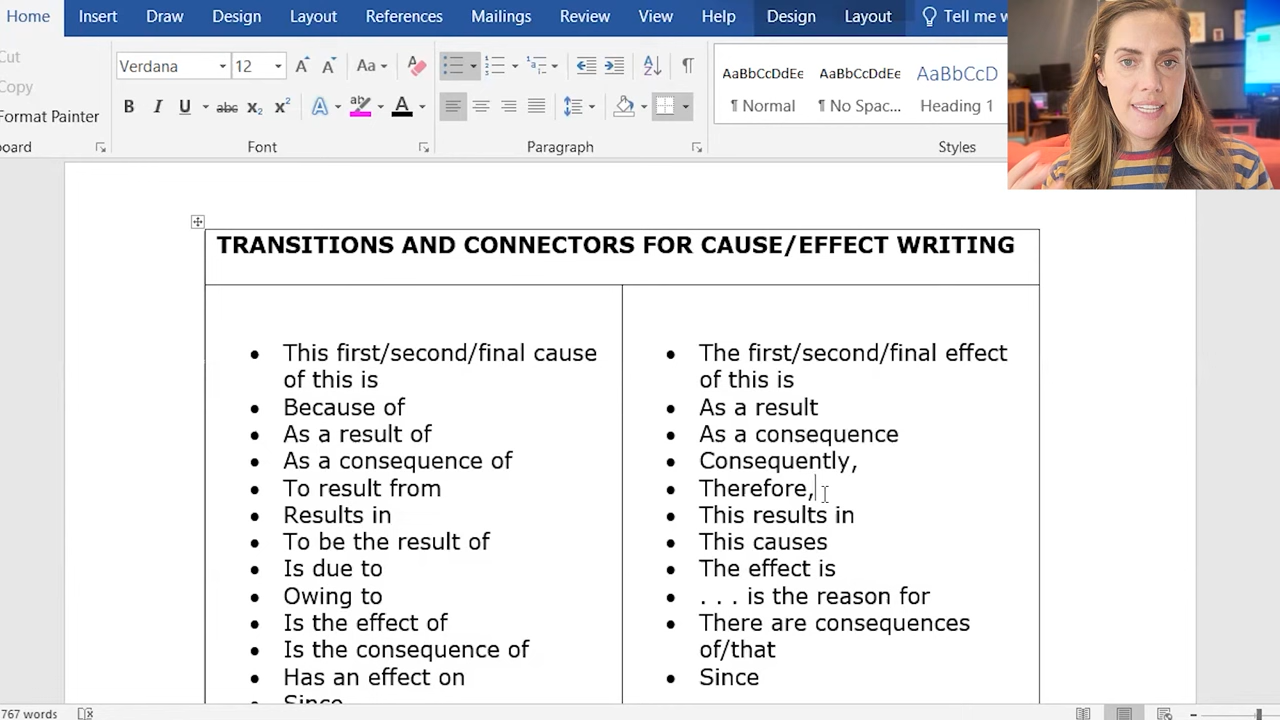 Home Insert Draw Design Layout References Mailings Review View Help Design Layout Tell me
Cut
Copy
Format Painter
Verdana 12 Aa
B I U abc x₂ x² A ab A
AaBbCcDdEe AaBbCcDdEe AaBbCcD
¶ Normal ¶ No Spac... Heading 1
Font Paragraph Styles
TRANSITIONS AND CONNECTORS FOR CAUSE/EFFECT WRITING
• This first/second/final cause
of this is
• Because of
• As a result of
• As a consequence of
• To result from
• Results in
• To be the result of
• Is due to
• Owing to
• Is the effect of
• Is the consequence of
• Has an effect on
• Since
• The first/second/final effect
of this is
• As a result
• As a consequence
• Consequently,
• Therefore,
• This results in
• This causes
• The effect is
• . . . is the reason for
• There are consequences
of/that
• Since
767 words